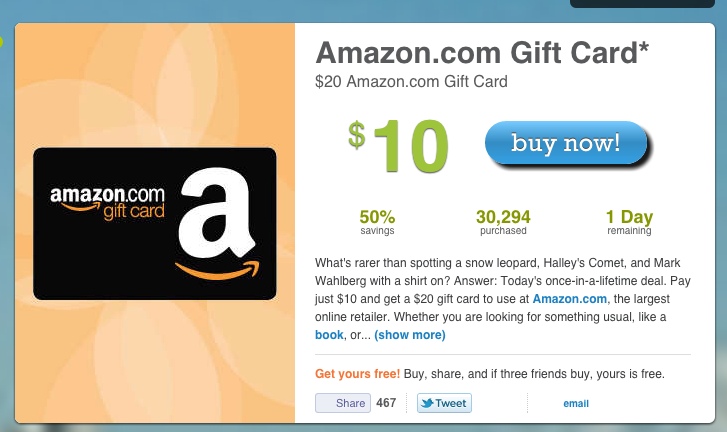 Amazon.com Gift Card*
$20 Amazon.com Gift Card
$10
buy now!
amazon.com
gift card
a
50%
savings
30,294
purchased
1 Day
remaining
What's rarer than spotting a snow leopard, Halley's Comet, and Mark
Wahlberg with a shirt on? Answer: Today's once-in-a-lifetime deal. Pay
just $10 and get a $20 gift card to use at Amazon.com, the largest
online retailer. Whether you are looking for something usual, like a
book, or... (show more)
Get yours free! Buy, share, and if three friends buy, yours is free.
Share 467 Tweet email